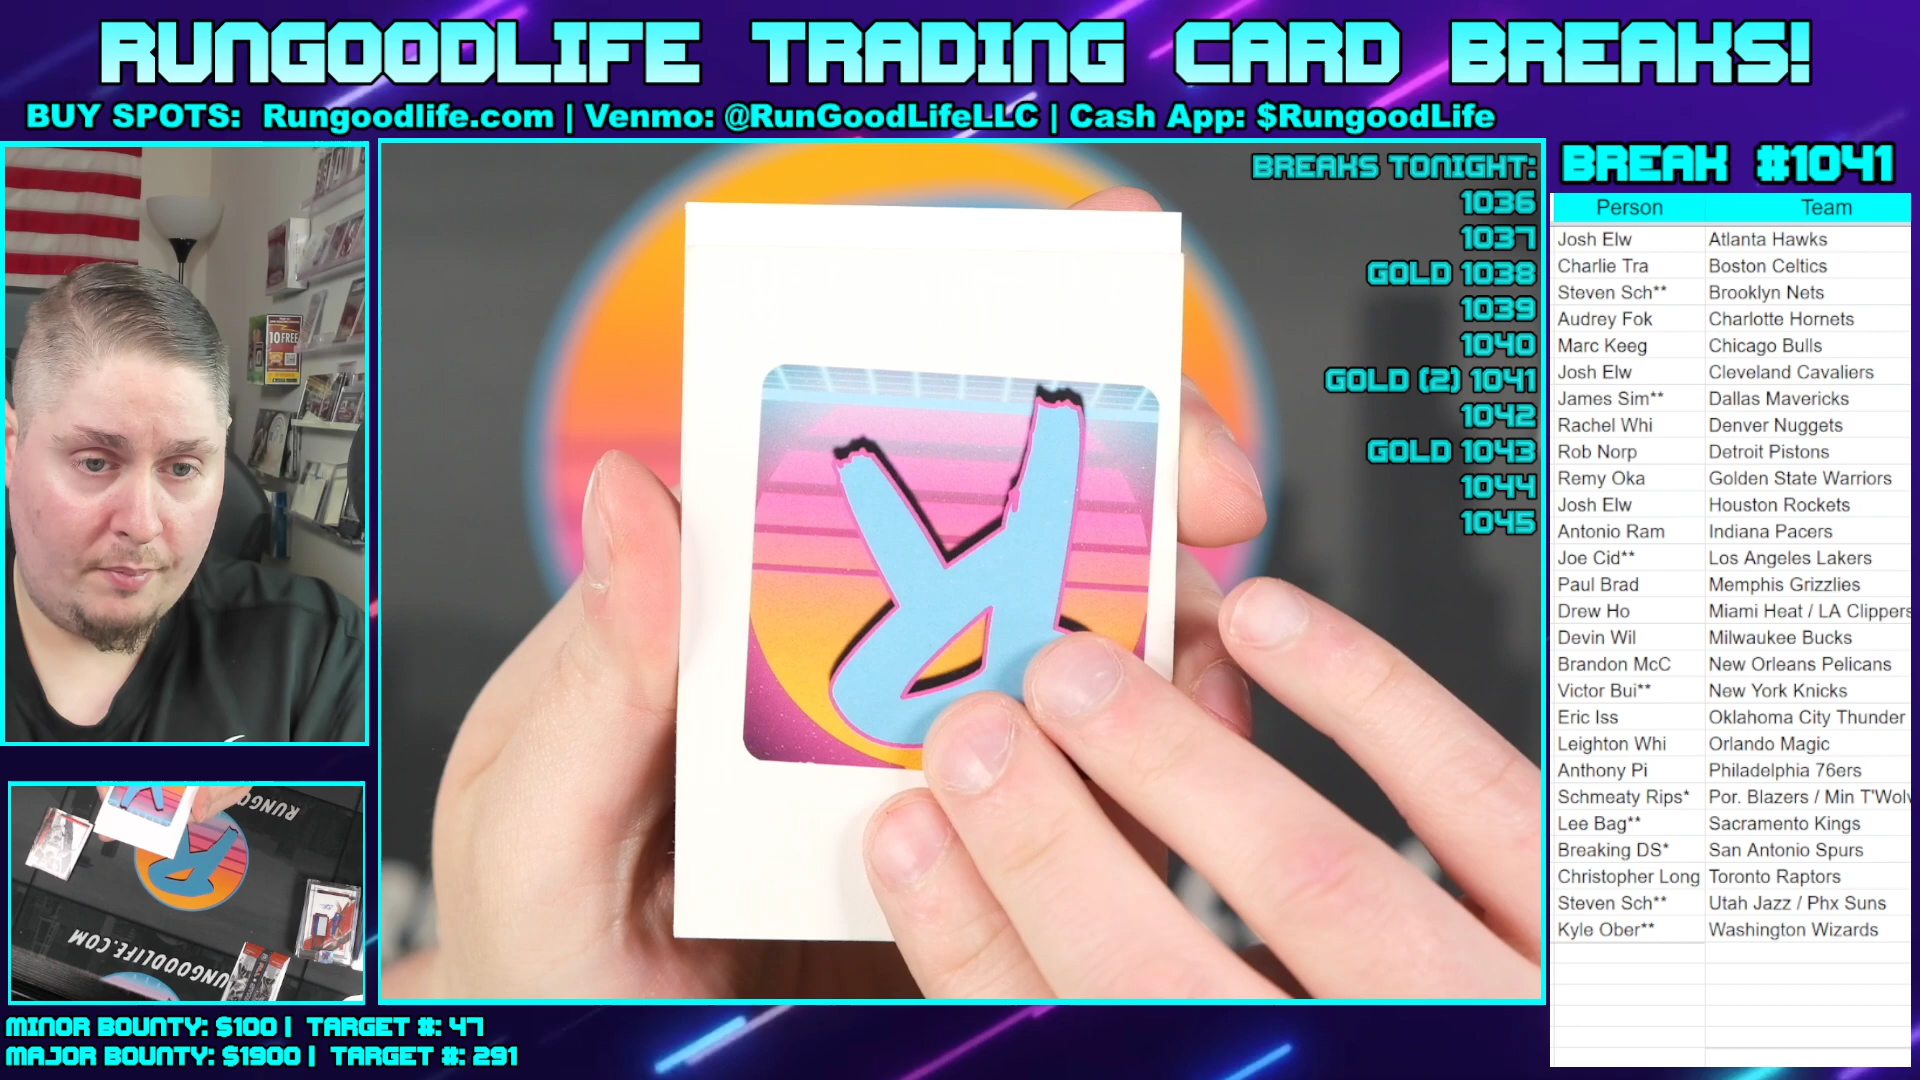 RUNGOODLIFE TRADING CARD BREAKS!
BUY SPOTS: Rungoodlife.com | Venmo: @RunGoodLifeLLC | Cash App: $RungoodLife
BREAKS TONIGHT:
1036
1037
GOLD 1038
1039
1040
GOLD (2) 1041
1042
GOLD 1043
1044
1045
10 FREE
BREAK #1041
Person Team
Josh Elw Atlanta Hawks
Charlie Tra Boston Celtics
Steven Sch** Brooklyn Nets
Audrey Fok Charlotte Hornets
Marc Keeg Chicago Bulls
Josh Elw Cleveland Cavaliers
James Sim** Dallas Mavericks
Rachel Whi Denver Nuggets
Rob Norp Detroit Pistons
Remy Oka Golden State Warriors
Josh Elw Houston Rockets
Antonio Ram Indiana Pacers
Joe Cid** Los Angeles Lakers
Paul Brad Memphis Grizzlies
Drew Ho Miami Heat / LA Clippers
Devin Wil Milwaukee Bucks
Brandon McC New Orleans Pelicans
Victor Bui** New York Knicks
Eric Iss Oklahoma City Thunder
Leighton Whi Orlando Magic
Anthony Pi Philadelphia 76ers
Schmeaty Rips* Por. Blazers / Min T'Wolv
Lee Bag** Sacramento Kings
Breaking DS* San Antonio Spurs
Christopher Long Toronto Raptors
Steven Sch** Utah Jazz / Phx Suns
Kyle Ober** Washington Wizards
RUNGOO
UNGOODLIFE.COM
MINOR BOUNTY: $100 | TARGET #: 47
MAJOR BOUNTY: $1900 | TARGET #: 291